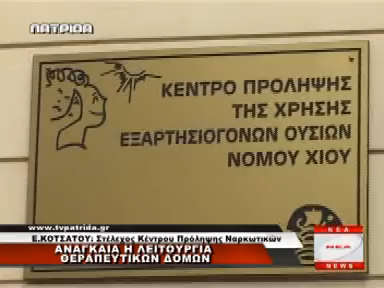 ΠΑΤΡΙΔΑ
ΚΕΝΤΡΟ ΠΡΟΛΗΨΗΣ
ΤΗΣ ΧΡΗΣΗΣ
ΕΞΑΡΤΗΣΙΟΓΟΝΩΝ ΟΥΣΙΩΝ
ΝΟΜΟΥ ΧΙΟΥ
www.tvpatrida.gr
Ε.ΚΟΤΣΑΤΟΥ: Στέλεχος Κέντρου Πρόληψης Ναρκωτικών
ΑΝΑΓΚΑΙΑ Η ΛΕΙΤΟΥΡΓΙΑ
ΘΕΡΑΠΕΥΤΙΚΩΝ ΔΟΜΩΝ
ΝΕΑ
ΝΕΑ
NEWS